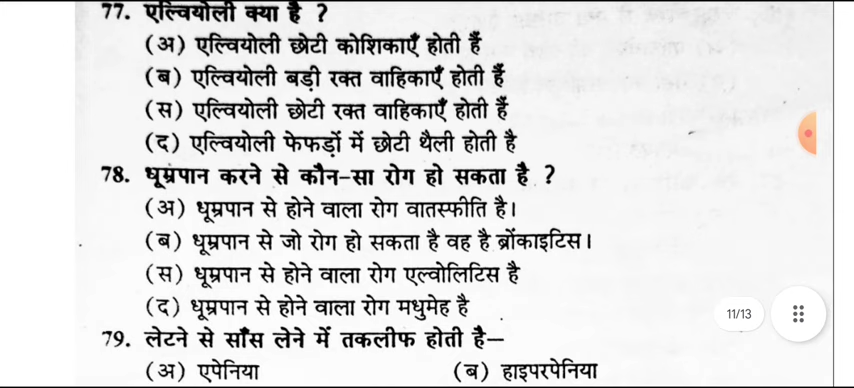 77. एल्वियोली क्या है ?
(अ) एल्वियोली छोटी कोशिकाएँ होती हैं
(ब) एल्वियोली बड़ी रक्त वाहिकाएँ होती हैं
(स) एल्वियोली छोटी रक्त वाहिकाएँ होती हैं
(द) एल्वियोली फेफड़ों में छोटी थैली होती है
78. धूम्रपान करने से कौन-सा रोग हो सकता है ?
(अ) धूम्रपान से होने वाला रोग वातस्फीति है।
(ब) धूम्रपान से जो रोग हो सकता है वह है ब्रोंकाइटिस।
(स) धूम्रपान से होने वाला रोग एल्वोलिटिस है
(द) धूम्रपान से होने वाला रोग मधुमेह है
11/13
79. लेटने से साँस लेने में तकलीफ होती है—
(अ) एपेनिया (ब) हाइपरपेनिया